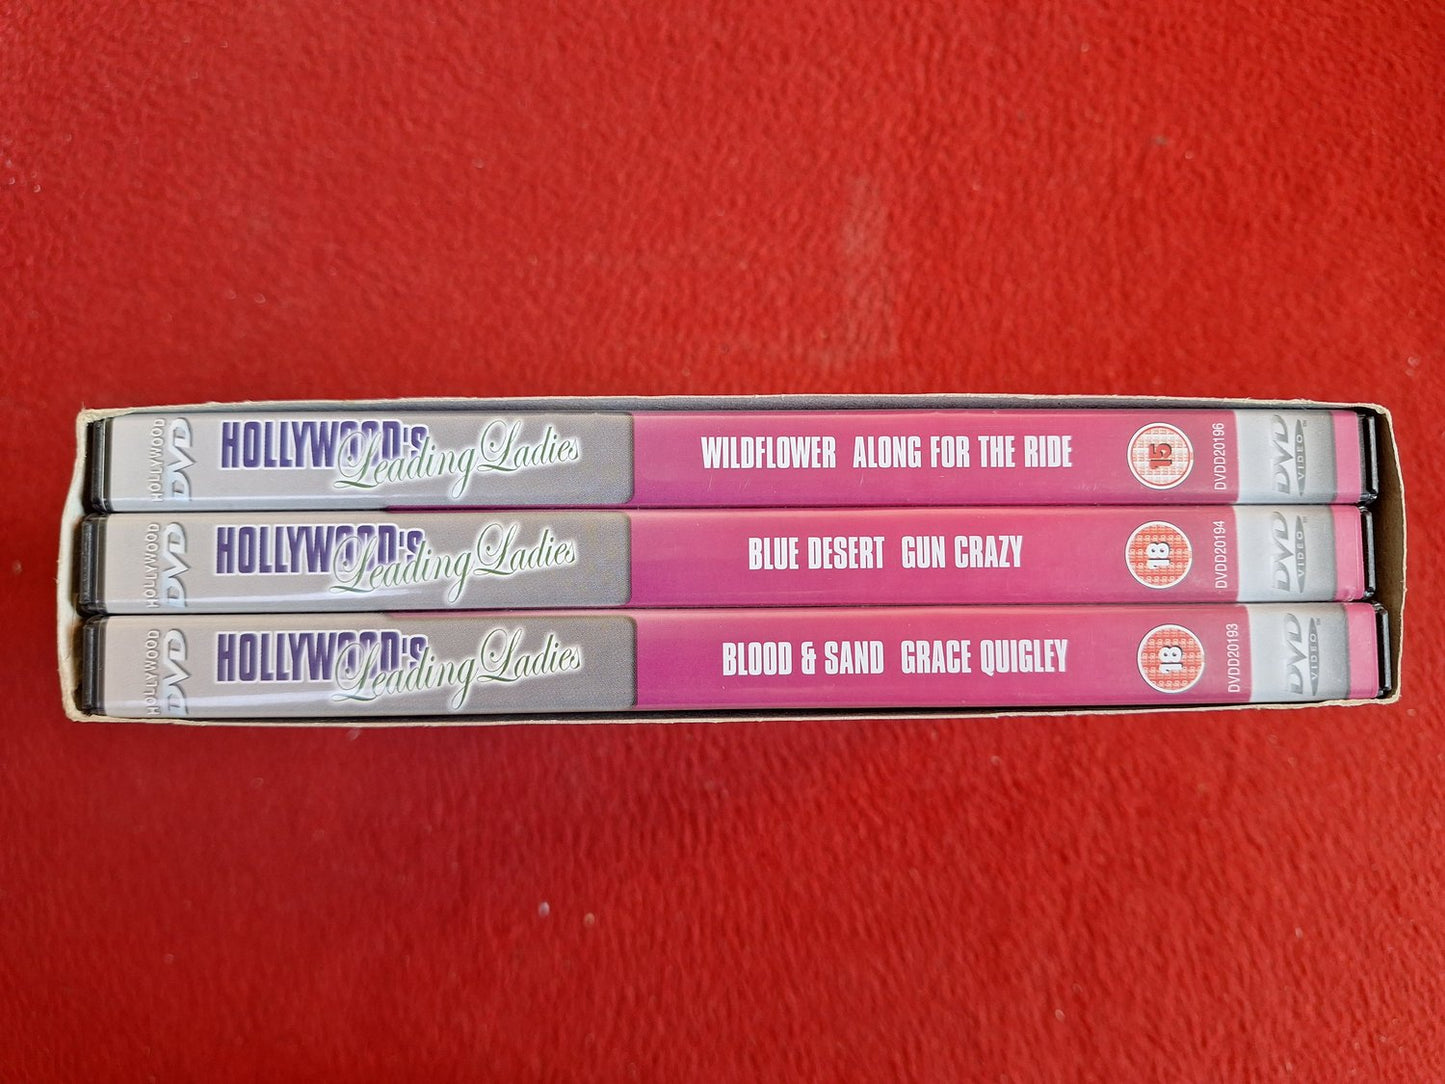 HOLLYWOOD DVD HOLLYWOOD's Leading Ladies WILDFLOWER ALONG FOR THE RIDE 15 DVDD20196 DVD VIDEO
HOLLYWOOD DVD HOLLYWOOD's Leading Ladies BLUE DESERT GUN CRAZY 18 DVDD20194 DVD VIDEO
HOLLYWOOD DVD HOLLYWOOD's Leading Ladies BLOOD & SAND GRACE QUIGLEY 18 DVDD20193 DVD VIDEO